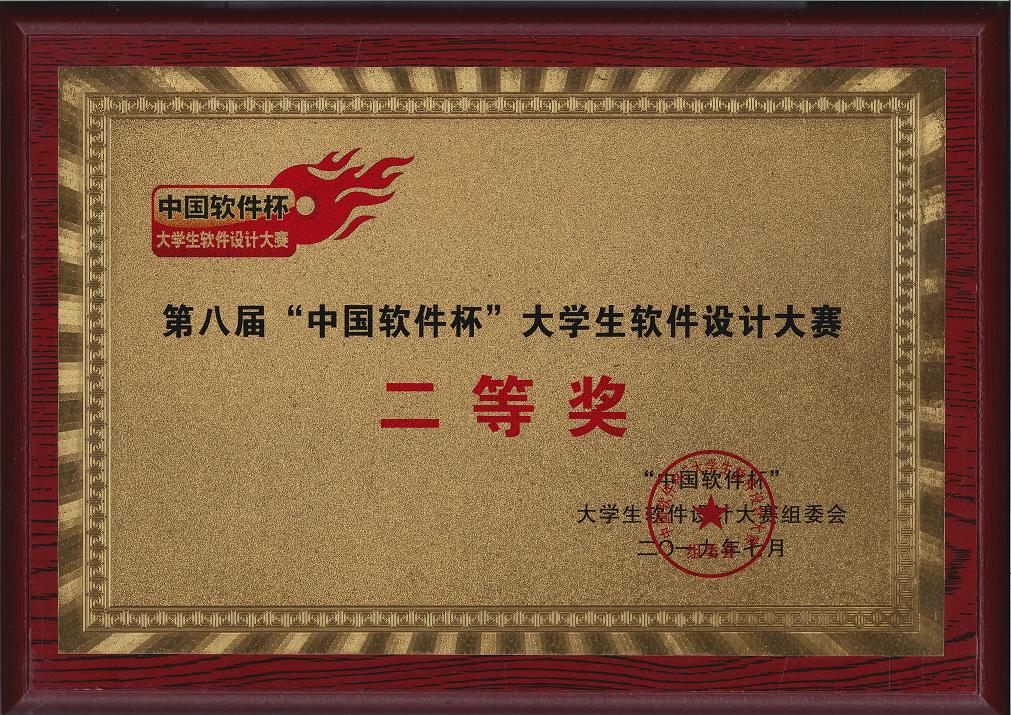 中国软件杯
大学生软件设计大赛
第八届“中国软件杯”大学生软件设计大赛
二等奖
“中国软件杯”
大学生软件设计大赛组委会
二〇一九年七月
组委会